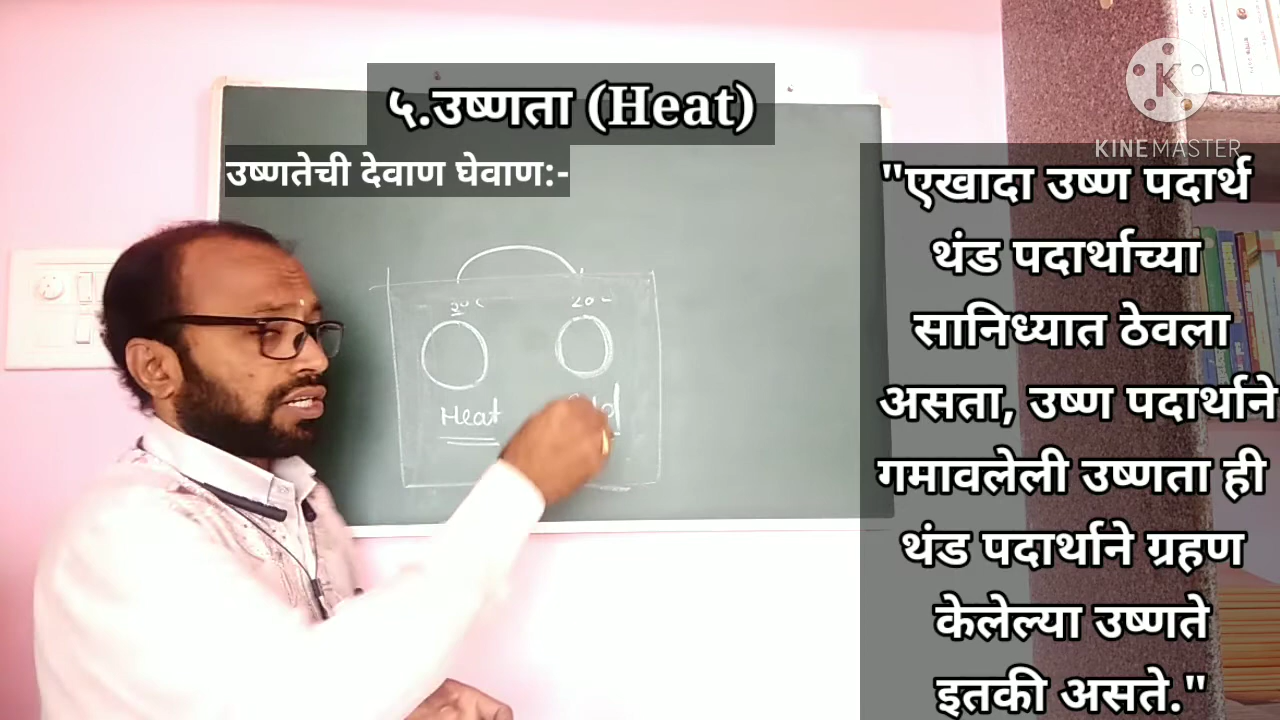 ५.उष्णता (Heat)
उष्णतेची देवाण घेवाण:-
KINEMASTER
"एखादा उष्ण पदार्थ
थंड पदार्थाच्या
सानिध्यात ठेवला
असता, उष्ण पदार्थाने
गमावलेली उष्णता ही
थंड पदार्थाने ग्रहण
केलेल्या उष्णते
इतकी असते."
Heat